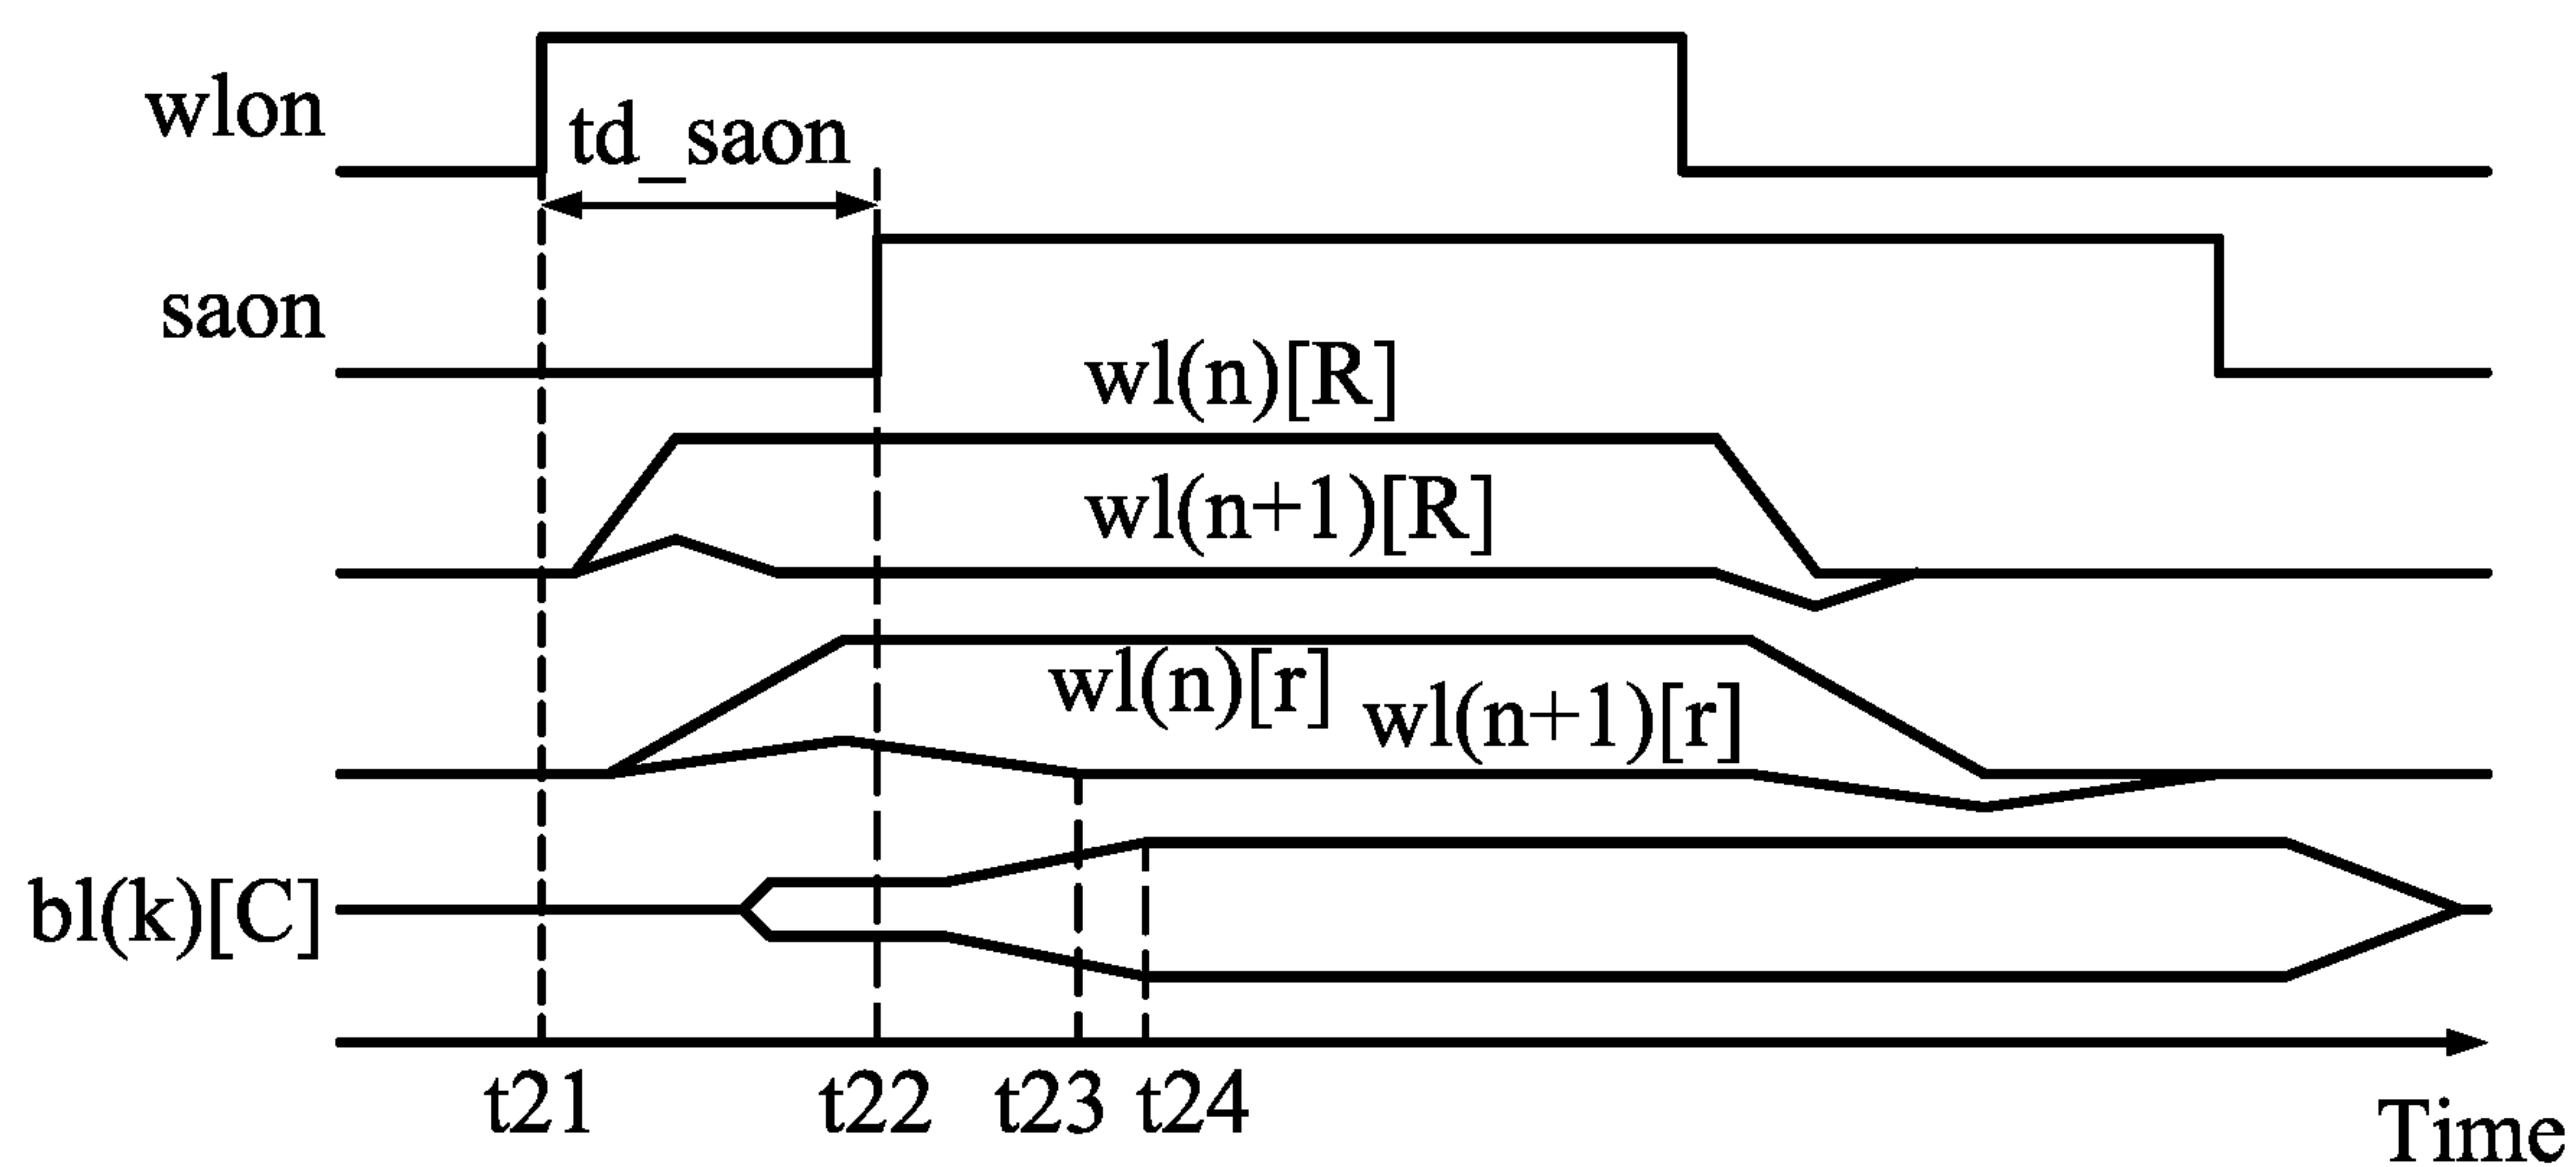 wlon
td_saon
saon
wl(n)[R]
wl(n+1)[R]
wl(n)[r]
wl(n+1)[r]
bl(k)[C]
t21 t22 t23 t24
Time